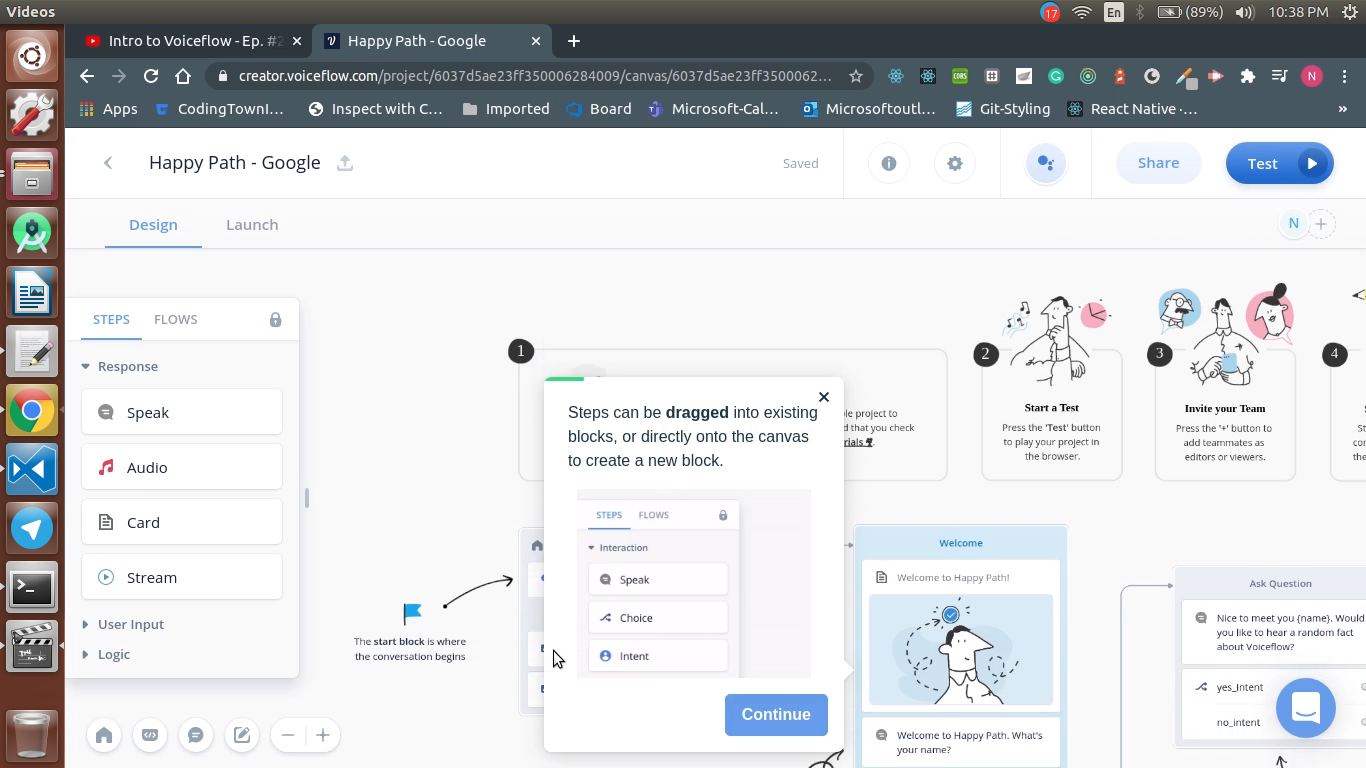 Videos
17
En
(89%)
10:38 PM
Intro to Voiceflow - Ep. #2
Happy Path - Google
creator.voiceflow.com/project/6037d5ae23ff350006284009/canvas/6037d5ae23ff3500062...
CORS
N
Apps
CodingTownI...
Inspect with C...
Imported
Board
Microsoft-Cal...
Microsoftoutl...
Git-Styling
React Native ·...
»
Happy Path - Google
Saved
Share
Test
Design
Launch
N
STEPS
FLOWS
Response
Speak
Audio
Card
Stream
User Input
Logic
1
ple project to
d that you check
rials
2
Start a Test
Press the 'Test' button
to play your project in
the browser.
3
Invite your Team
Press the '+' button to
add teammates as
editors or viewers.
4
Steps can be dragged into existing
blocks, or directly onto the canvas
to create a new block.
STEPS
FLOWS
Interaction
Speak
Choice
Intent
Continue
The start block is where
the conversation begins
Welcome
Welcome to Happy Path!
Welcome to Happy Path. What's
your name?
Ask Question
Nice to meet you {name}. Would
you like to hear a random fact
about Voiceflow?
yes_Intent
no_intent